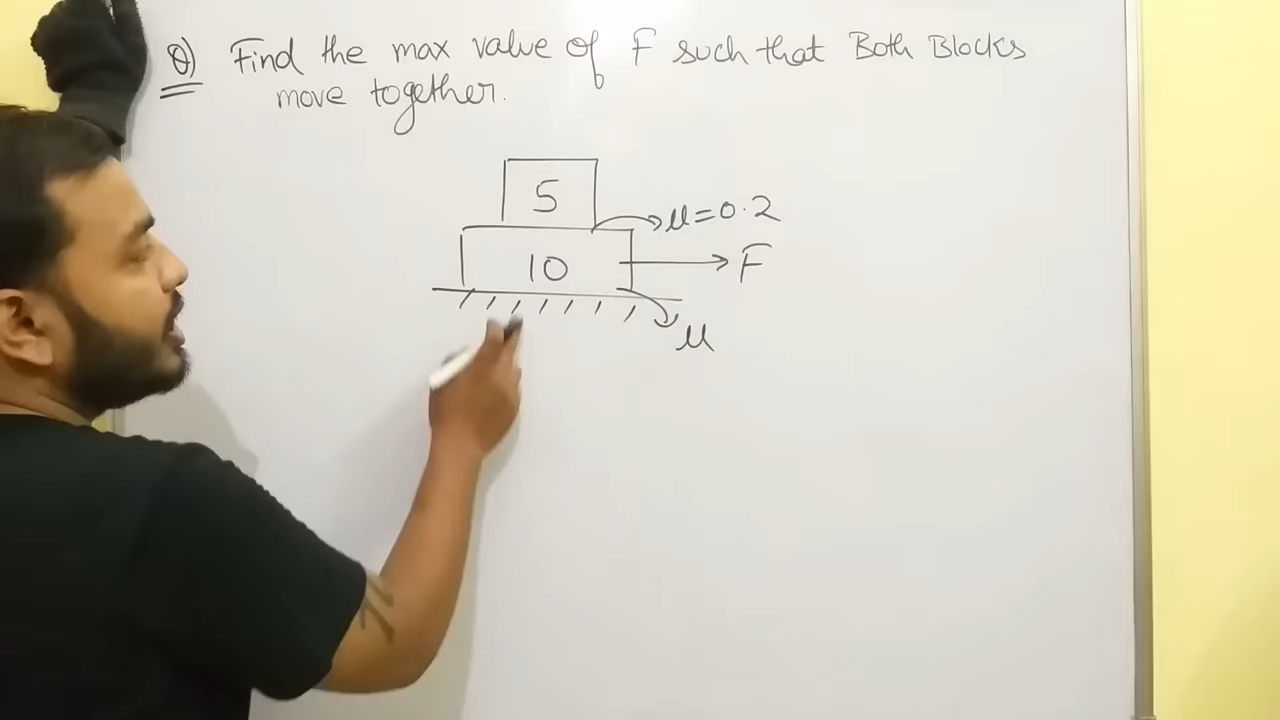 Q) Find the max value of F such that Both Blocks
move together.
5
μ=0.2
10
F
μ